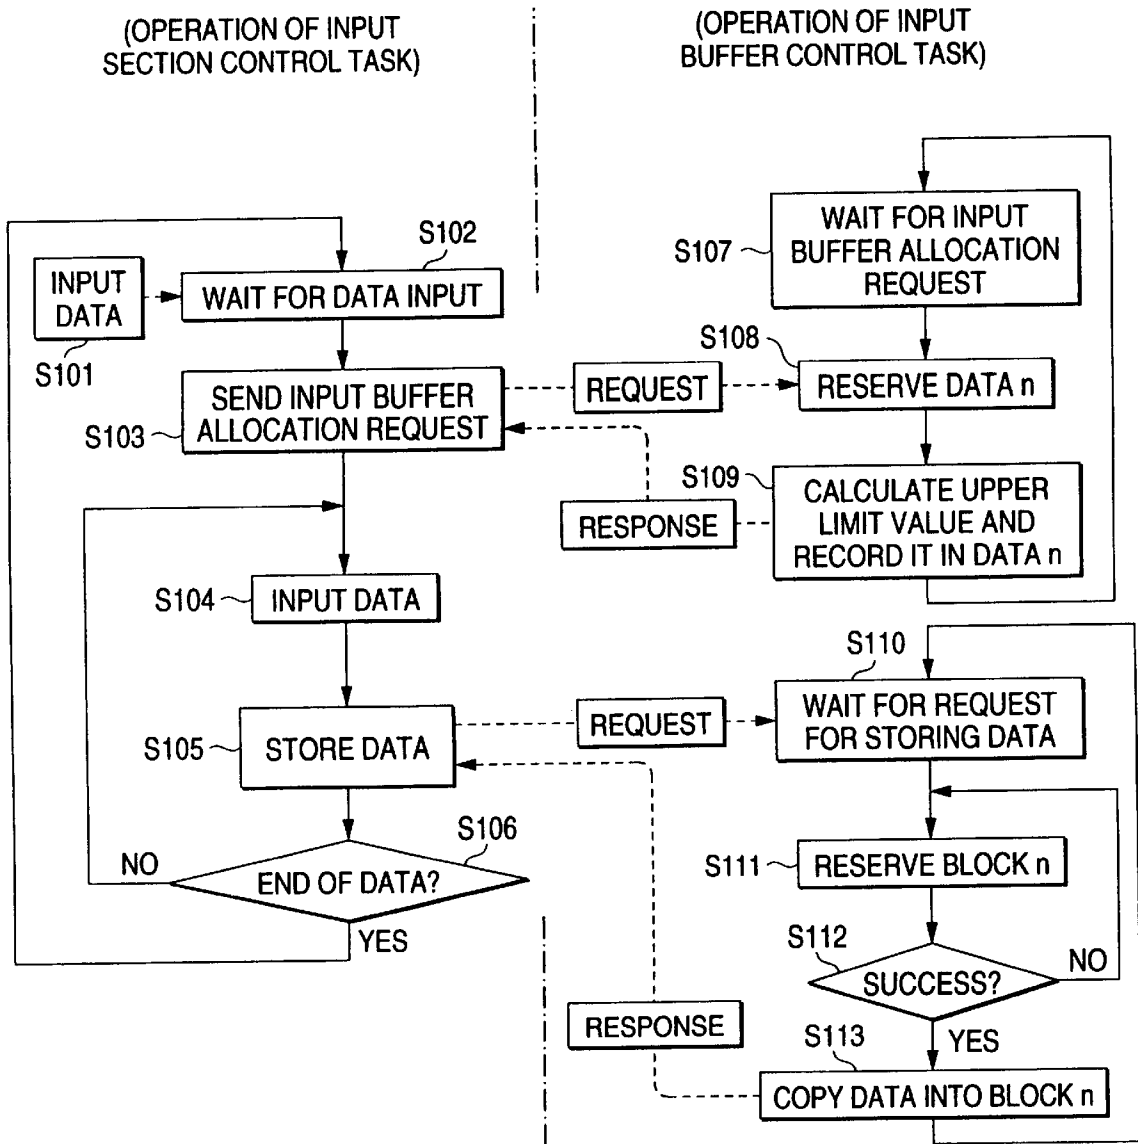 (OPERATION OF INPUT
SECTION CONTROL TASK)
(OPERATION OF INPUT
BUFFER CONTROL TASK)
S101
INPUT
DATA
S102
WAIT FOR DATA INPUT
S103
SEND INPUT BUFFER
ALLOCATION REQUEST
REQUEST
RESPONSE
S104
INPUT DATA
S105
STORE DATA
REQUEST
S106
END OF DATA?
NO
YES
RESPONSE
S107
WAIT FOR INPUT
BUFFER ALLOCATION
REQUEST
S108
RESERVE DATA n
S109
CALCULATE UPPER
LIMIT VALUE AND
RECORD IT IN DATA n
S110
WAIT FOR REQUEST
FOR STORING DATA
S111
RESERVE BLOCK n
S112
SUCCESS?
NO
YES
S113
COPY DATA INTO BLOCK n